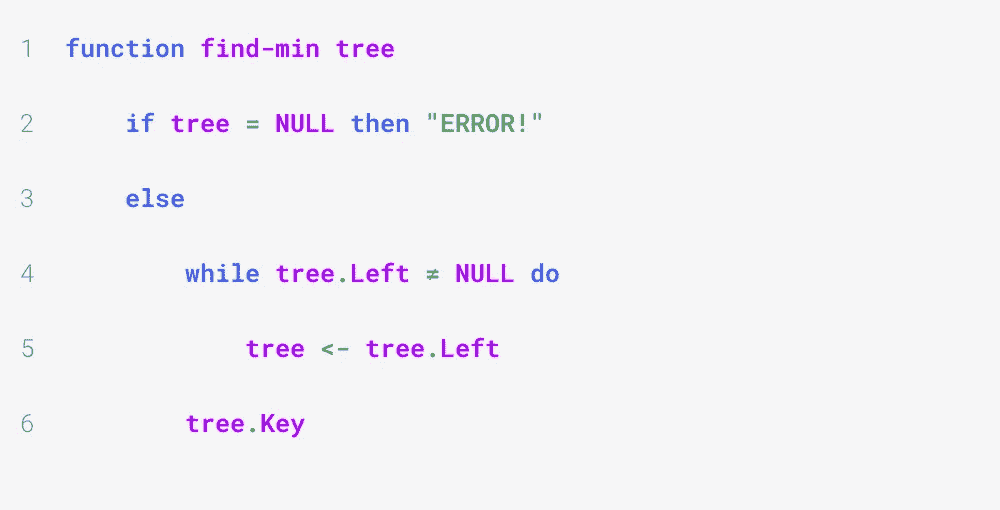 1 function find-min tree
2 if tree = NULL then "ERROR!"
3 else
4 while tree.Left ≠ NULL do
5 tree <- tree.Left
6 tree.Key